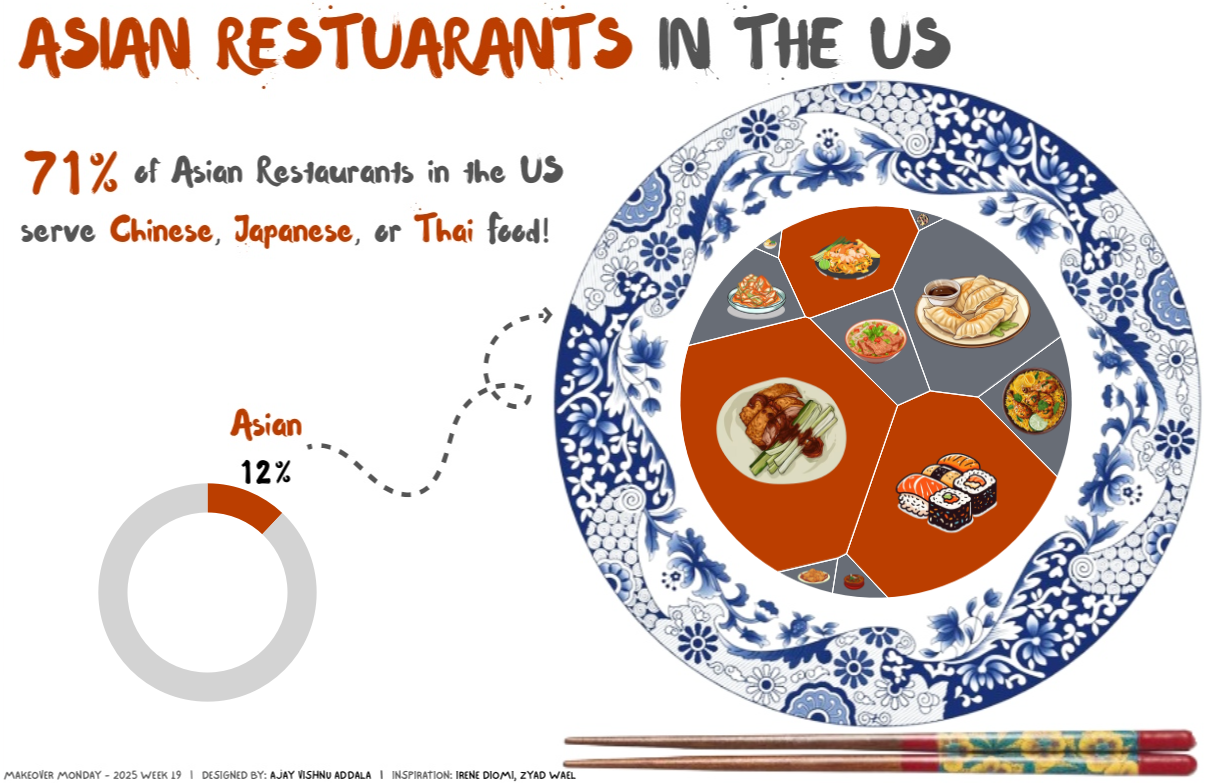 ASIAN RESTUARANTS IN THE US
71% of Asian Restaurants in the US
serve Chinese, Japanese, or Thai food!
Asian
12%
MAKEOVER MONDAY - 2025 WEEK 19 | DESIGNED BY: AJAY VISHNU ADDALA | INSPIRATION: IRENE DIOMI, ZYAD WAEL